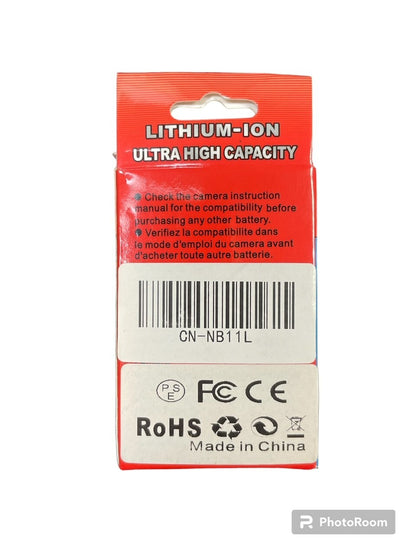 LITHIUM-ION
ULTRA HIGH CAPACITY
Check the camera instruction
manual for the compatibility before
purchasing any other battery.
Verifiez la compatibilite dans
le mode d'emploi du camera avant
d'acheter toute autre batterie.
CN-NB11L
PSE FC CE
RoHS
Made in China
PhotoRoom